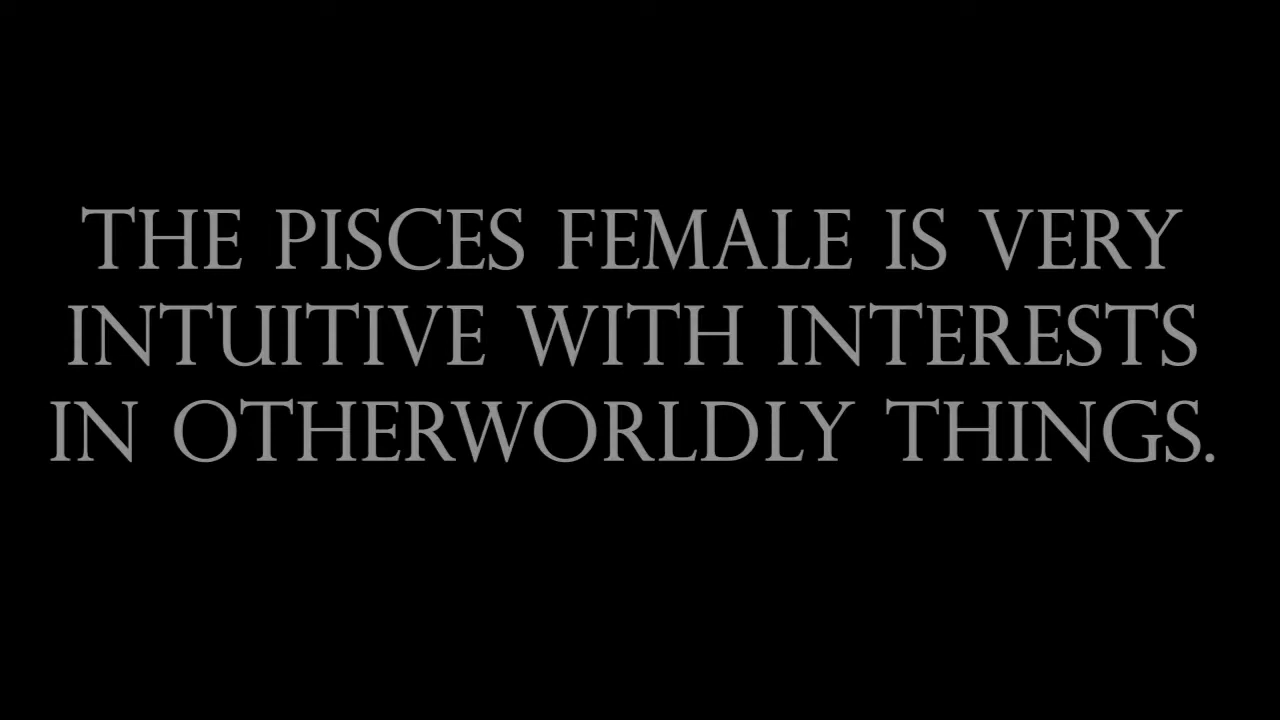 THE PISCES FEMALE IS VERY
INTUITIVE WITH INTERESTS
IN OTHERWORLDLY THINGS.